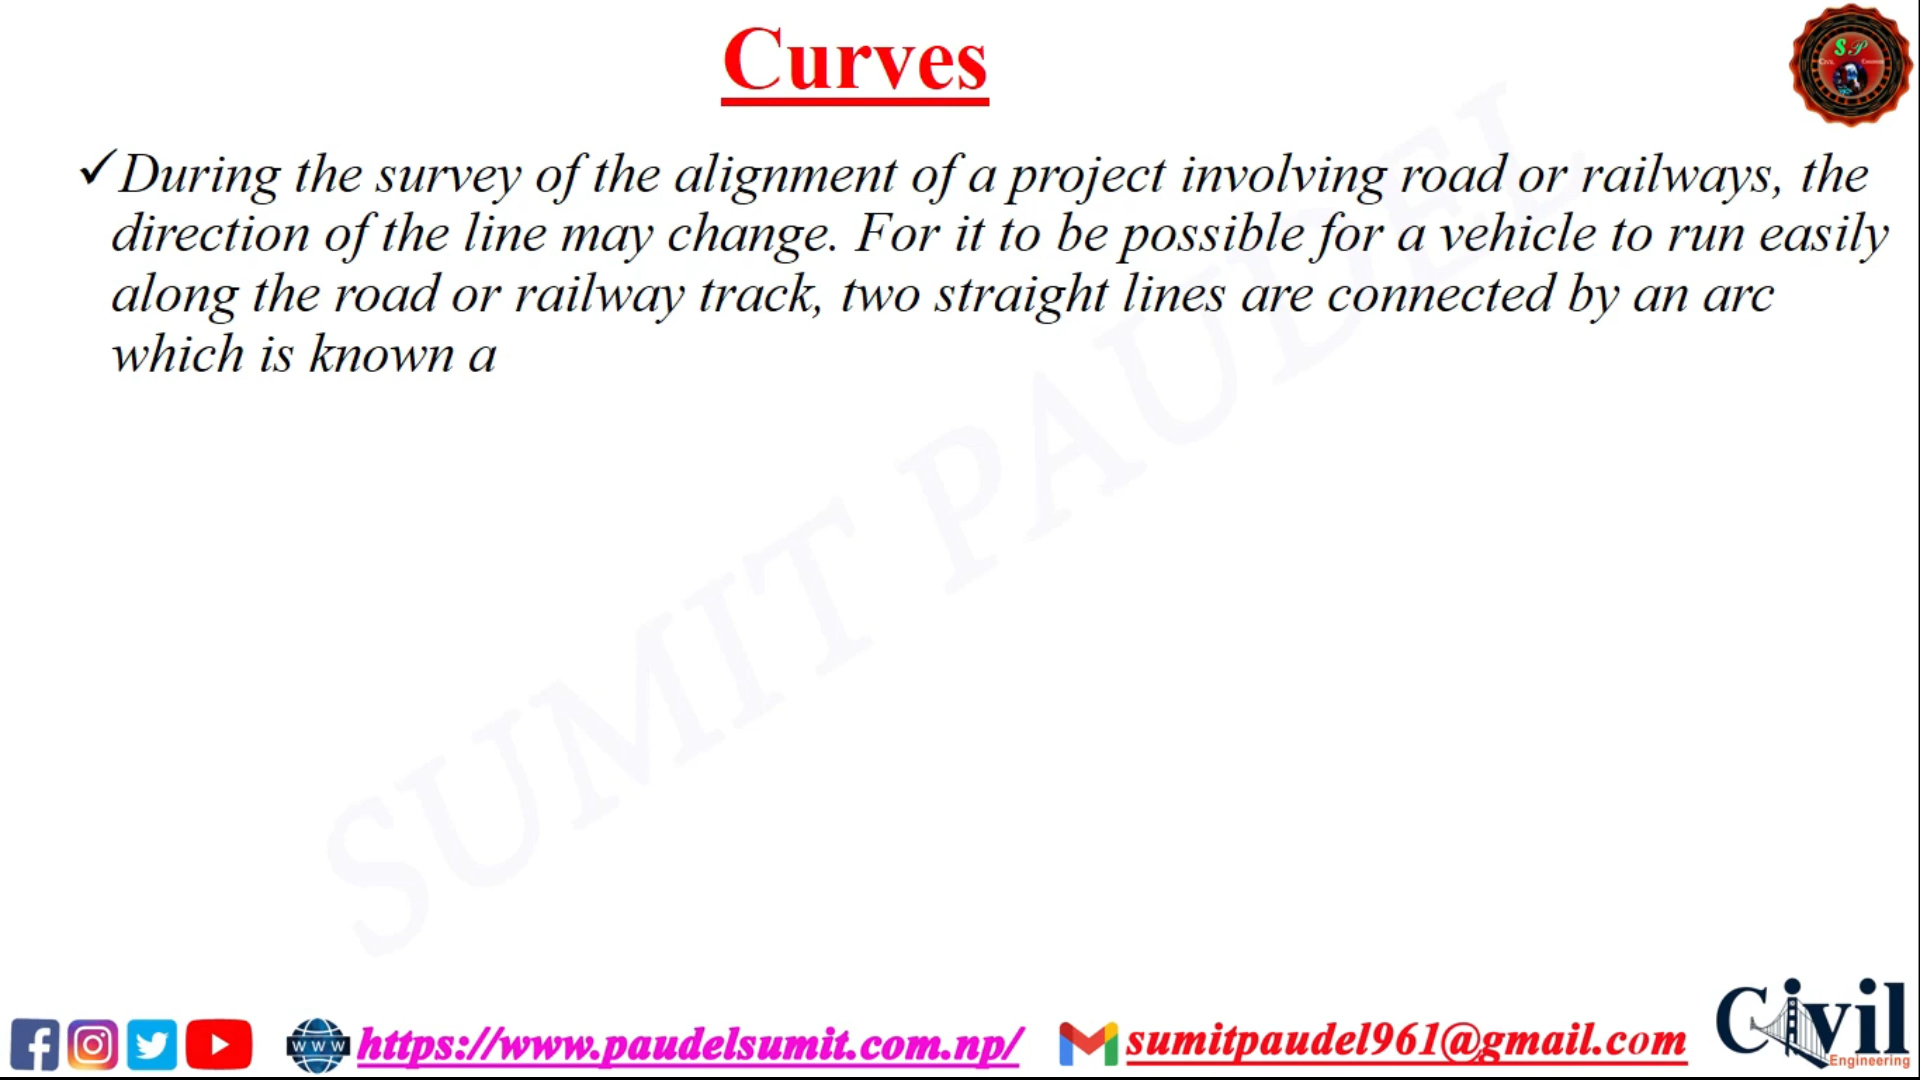 Curves
S P
✓During the survey of the alignment of a project involving road or railways, the
direction of the line may change. For it to be possible for a vehicle to run easily
along the road or railway track, two straight lines are connected by an arc
which is known a
SUMIT PAUDEL
www
https://www.paudelsumit.com.np/
sumitpaudel961@gmail.com
Civil
Engineering